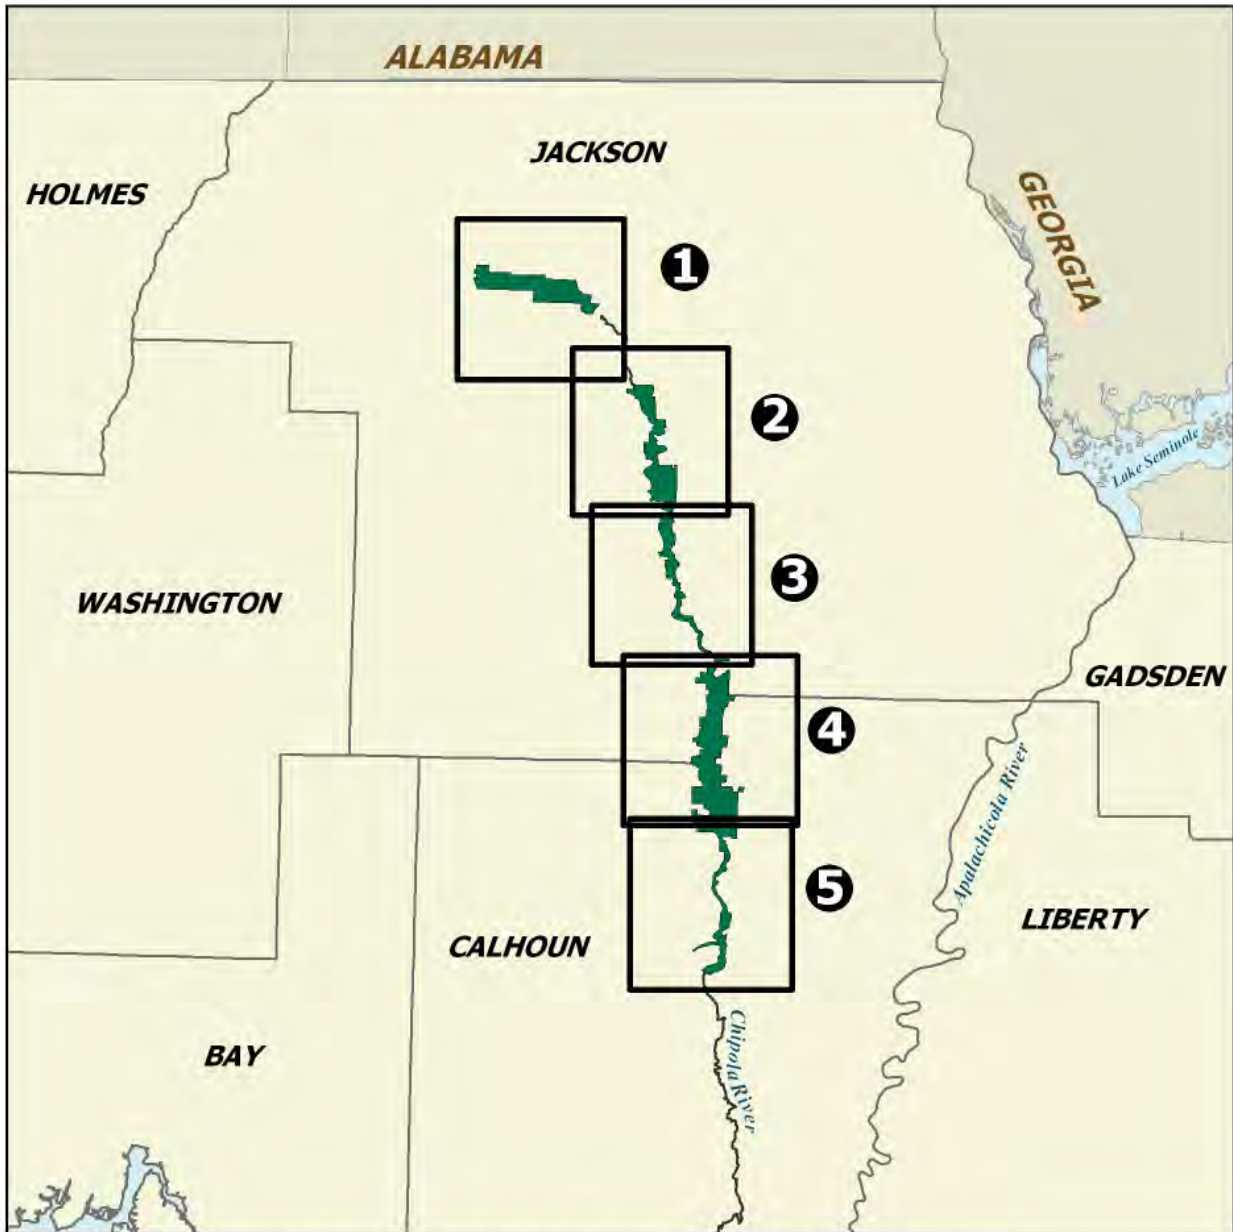 ALABAMA
JACKSON
HOLMES
GEORGIA
1
2
Lake Seminole
3
WASHINGTON
GADSDEN
4
Apalachicola River
5
LIBERTY
CALHOUN
Chipola River
BAY